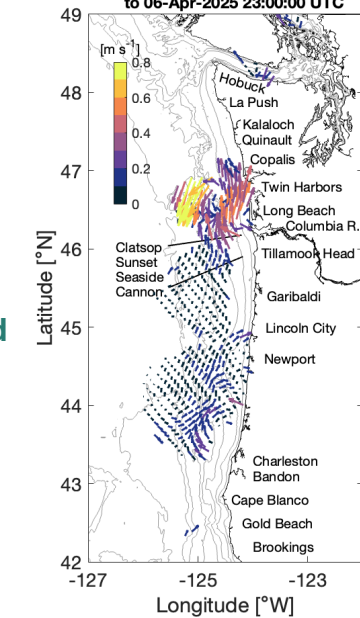 to 06-Apr-2025 23:00:00 UTC
49
[m s⁻¹]
0.8
0.6
0.4
0.2
0
Hobuck
La Push
48
Kalaloch
Quinault
Copalis
47
Twin Harbors
Long Beach
Columbia R.
Clatsop
Sunset
Seaside
Cannon
46
Tillamook Head
Garibaldi
45
Lincoln City
Newport
44
Charleston
Bandon
43
Cape Blanco
Gold Beach
Brookings
42
-127
-125
-123
Longitude [°W]
Latitude [°N]
d